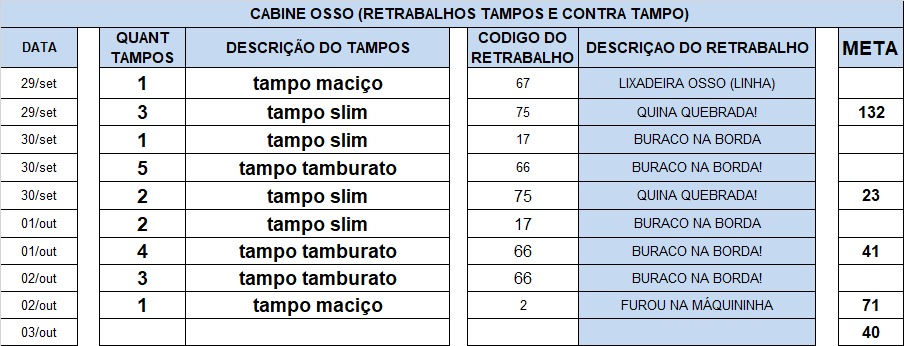 CABINE OSSO (RETRABALHOS TAMPOS E CONTRA TAMPO)
DATA QUANT TAMPOS DESCRIÇÃO DO TAMPOS CODIGO DO RETRABALHO DESCRIÇAO DO RETRABALHO META
29/set 1 tampo maciço 67 LIXADEIRA OSSO (LINHA)
29/set 3 tampo slim 75 QUINA QUEBRADA! 132
30/set 1 tampo slim 17 BURACO NA BORDA
30/set 5 tampo tamburato 66 BURACO NA BORDA!
30/set 2 tampo slim 75 QUINA QUEBRADA! 23
01/out 2 tampo slim 17 BURACO NA BORDA
01/out 4 tampo tamburato 66 BURACO NA BORDA! 41
02/out 3 tampo tamburato 66 BURACO NA BORDA!
02/out 1 tampo maciço 2 FUROU NA MÁQUININHA 71
03/out 40